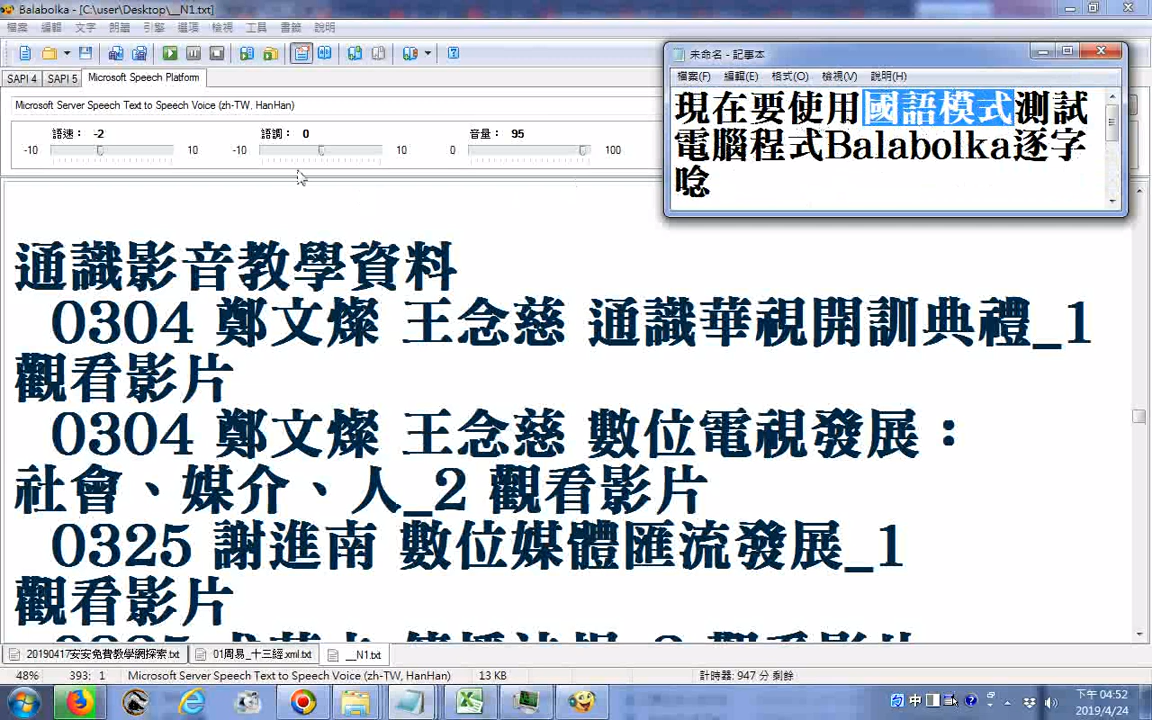 Balabolka - [C:\user\Desktop\__N1.txt]
檔案 編輯 文字 朗讀 引擎 選項 檢視 工具 書籤 說明
SAPI 4 SAPI 5 Microsoft Speech Platform
Microsoft Server Speech Text to Speech Voice (zh-TW, HanHan)
語速： -2 語調： 0 音量： 95
-10 10 -10 10 0 100
未命名 - 記事本
檔案(F) 編輯(E) 格式(O) 檢視(V) 說明(H)
現在要使用國語模式測試
電腦程式Balabolka逐字
唸
通識影音教學資料
0304 鄭文燦 王念慈 通識華視開訓典禮_1
觀看影片
0304 鄭文燦 王念慈 數位電視發展：
社會、媒介、人_2 觀看影片
0325 謝進南 數位媒體匯流發展_1
觀看影片
20190417安安免費教學網探索.txt 01周易_十三經.xml.txt __N1.txt
48% 393: 1 Microsoft Server Speech Text to Speech Voice (zh-TW, HanHan) 13 KB 計時器: 947 分 剩餘
中
下午 04:52
2019/4/24